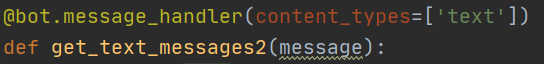 @bot.message_handler(content_types=['text'])
def get_text_messages2(message):